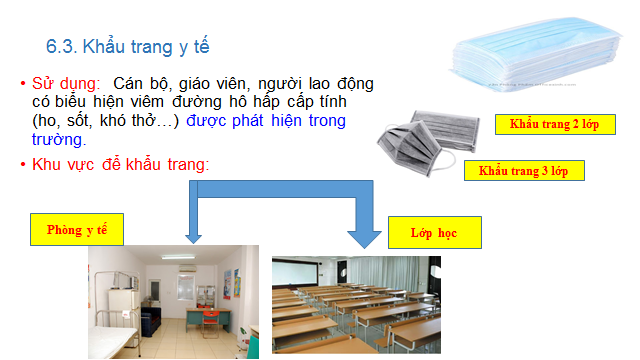 6.3. Khẩu trang y tế
• Sử dụng: Cán bộ, giáo viên, người lao động
có biểu hiện viêm đường hô hấp cấp tính
(ho, sốt, khó thở…) được phát hiện trong
trường.
Khẩu trang 2 lớp
Khẩu trang 3 lớp
• Khu vực để khẩu trang:
Phòng y tế
Lớp học